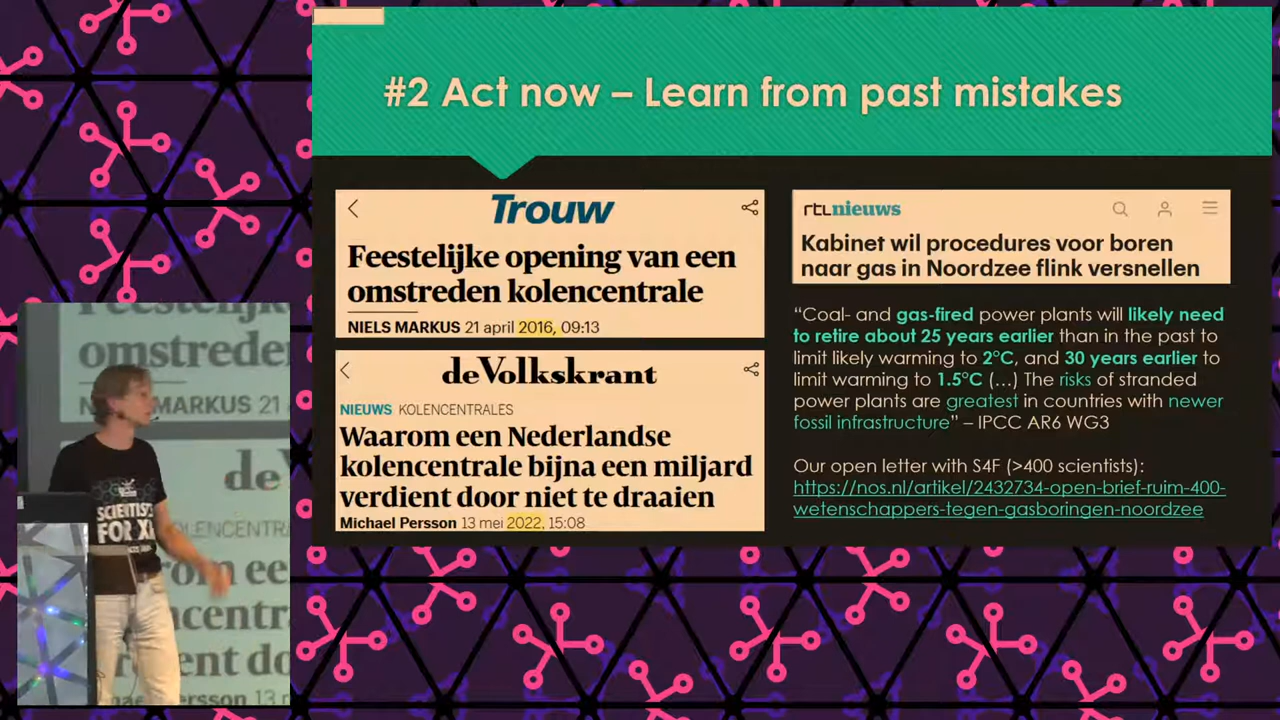 #2 Act now – Learn from past mistakes
Trouw
Feestelijke opening van een
omstreden kolencentrale
NIELS MARKUS 21 april 2016, 09:13
deVolkskrant
NIEUWS KOLENCENTRALES
Waarom een Nederlandse
kolencentrale bijna een miljard
verdient door niet te draaien
Michael Persson 13 mei 2022, 15:08
rtlnieuws
Kabinet wil procedures voor boren
naar gas in Noordzee flink versnellen
“Coal- and gas-fired power plants will likely need
to retire about 25 years earlier than in the past to
limit likely warming to 2°C, and 30 years earlier to
limit warming to 1.5°C (…) The risks of stranded
power plants are greatest in countries with newer
fossil infrastructure” – IPCC AR6 WG3
Our open letter with S4F (>400 scientists):
https://nos.nl/artikel/2432734-open-brief-ruim-400-
wetenschappers-tegen-gasboringen-noordzee
omstreden
MARKUS 21
de
SCIENTIST
FOR X